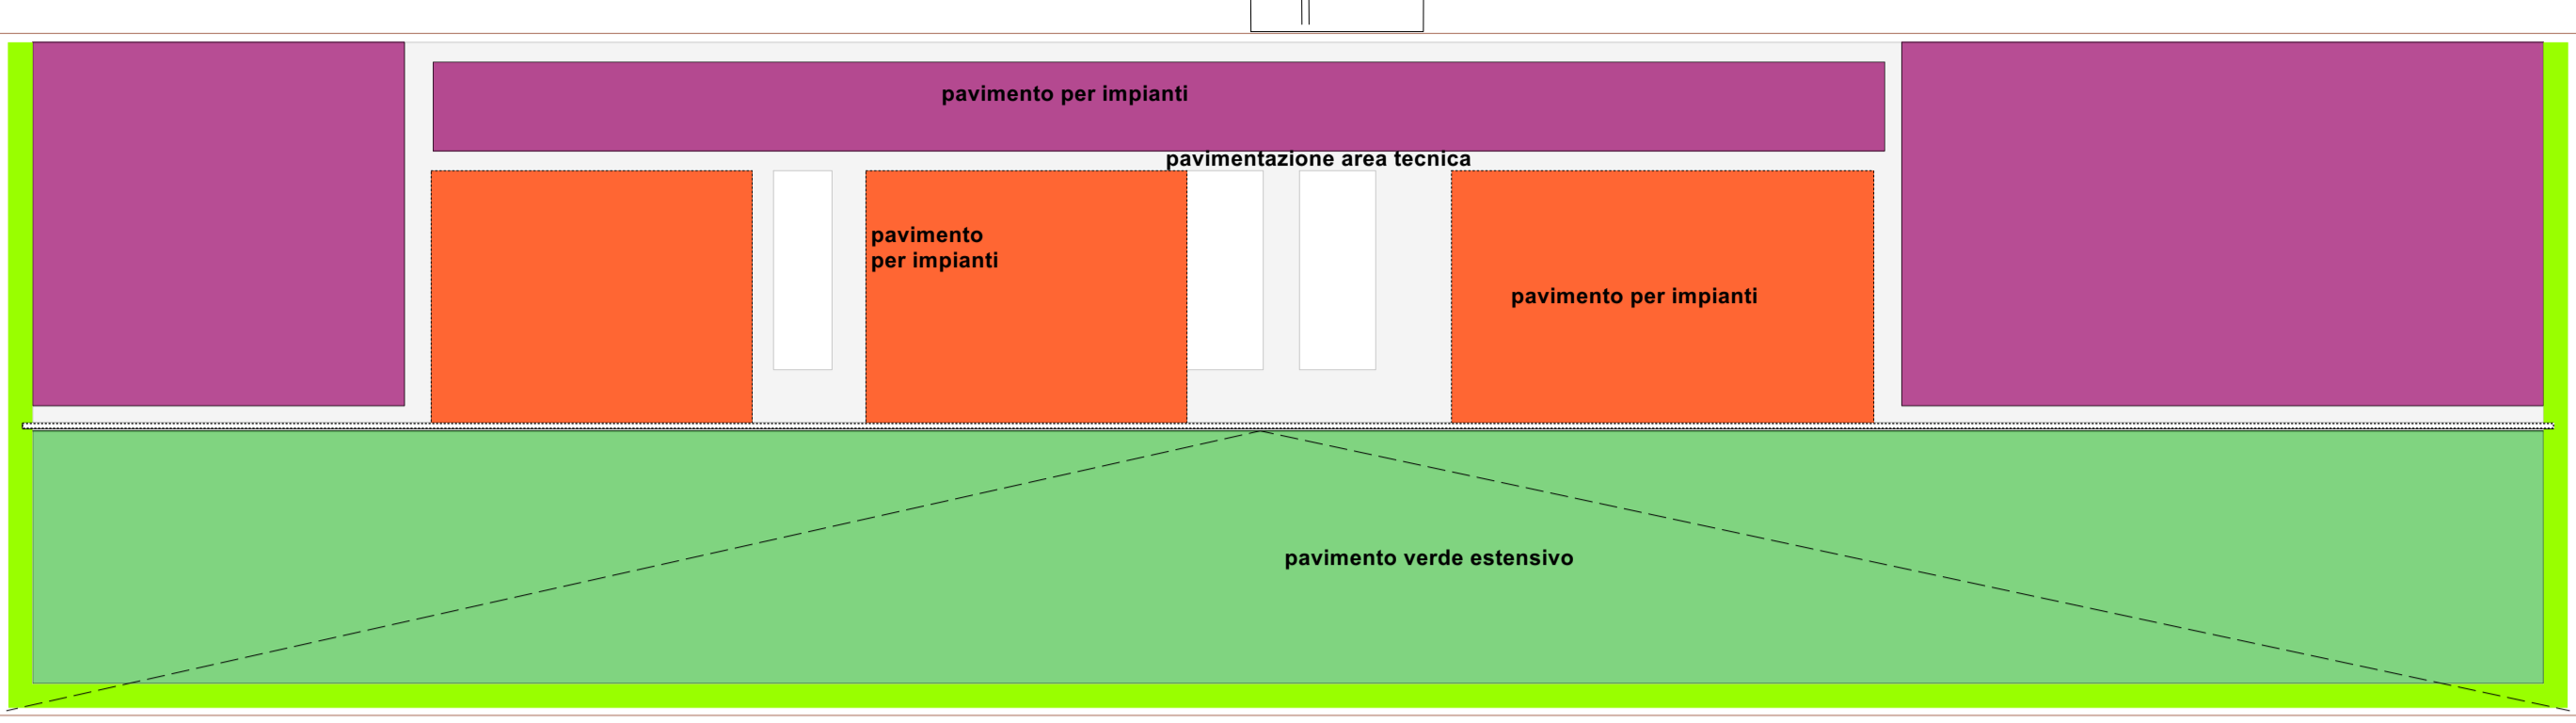 pavimento per impianti
pavimentazione area tecnica
pavimento
per impianti
pavimento per impianti
pavimento verde estensivo